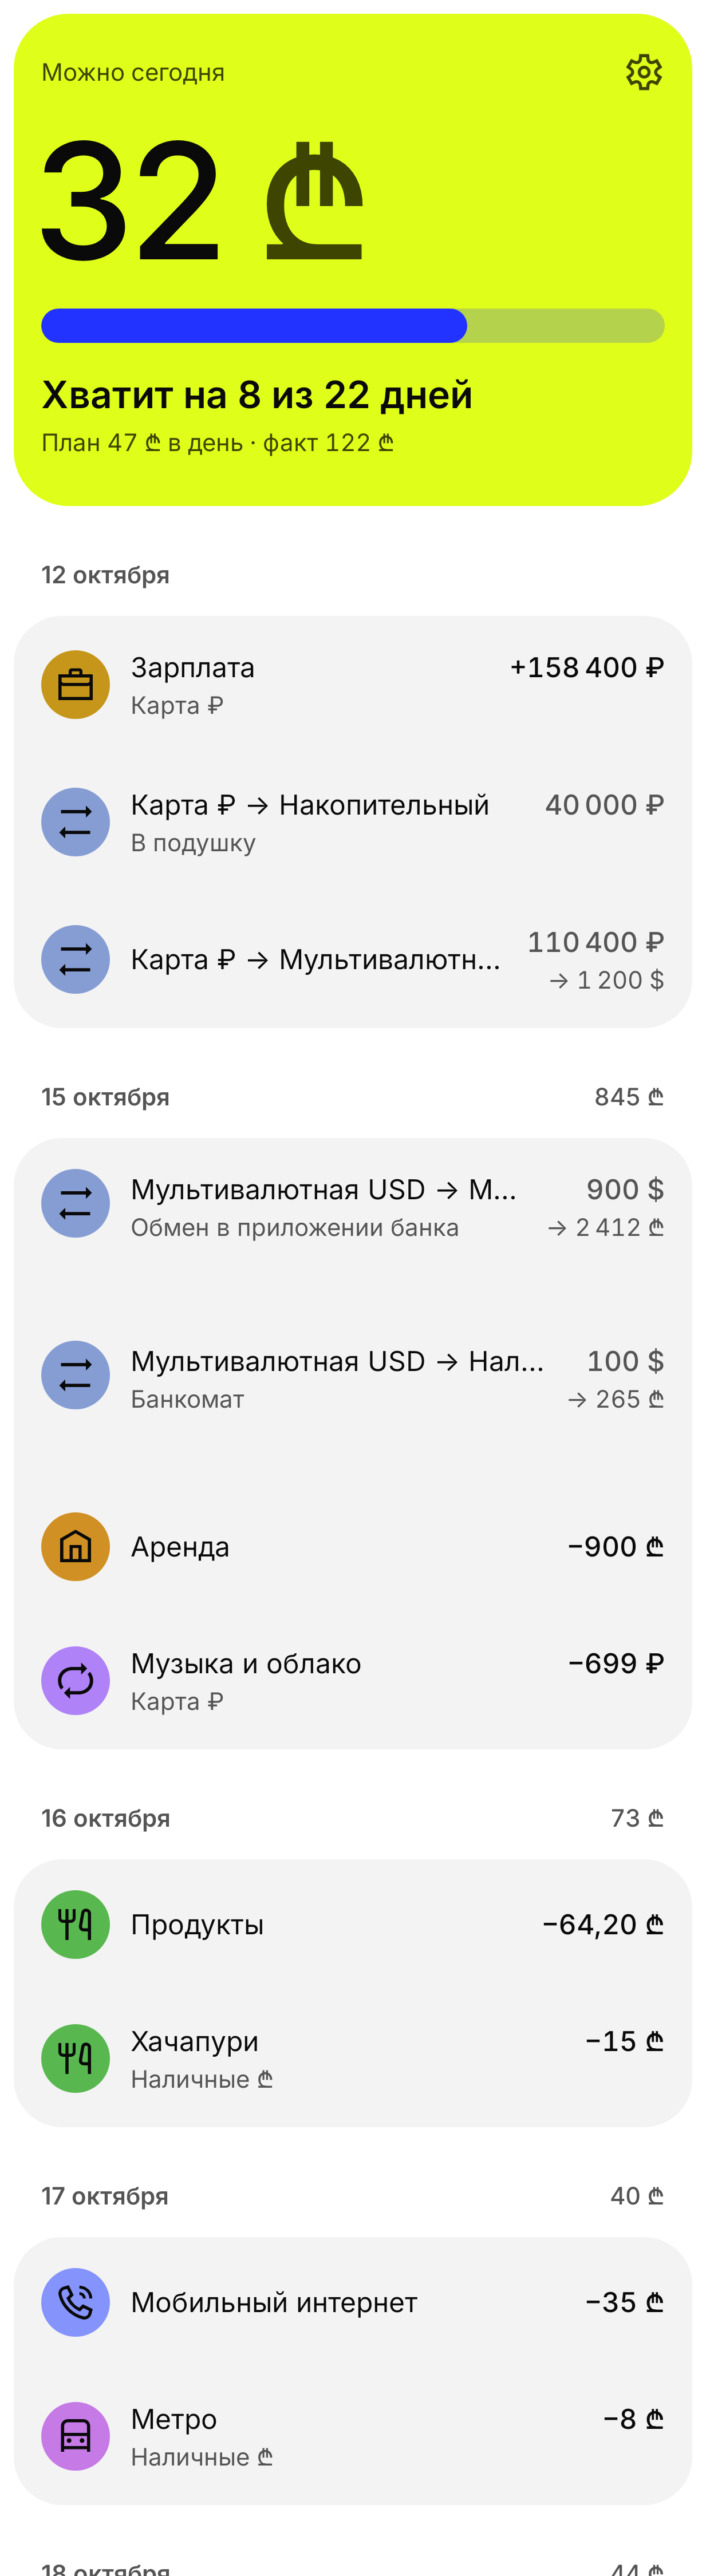 Можно сегодня
32 ₾
Хватит на 8 из 22 дней
План 47 ₾ в день · факт 122 ₾
12 октября
Зарплата
+158 400 ₽
Карта ₽
Карта ₽ → Накопительный
40 000 ₽
В подушку
Карта ₽ → Мультивалютн...
110 400 ₽
→ 1 200 $
15 октября
845 ₾
Мультивалютная USD → М...
900 $
Обмен в приложении банка
→ 2 412 ₾
Мультивалютная USD → Нал...
100 $
Банкомат
→ 265 ₾
Аренда
−900 ₾
Музыка и облако
−699 ₽
Карта ₽
16 октября
73 ₾
Продукты
−64,20 ₾
Хачапури
−15 ₾
Наличные ₾
17 октября
40 ₾
Мобильный интернет
−35 ₾
Метро
−8 ₾
Наличные ₾
18 октября
44 ₾